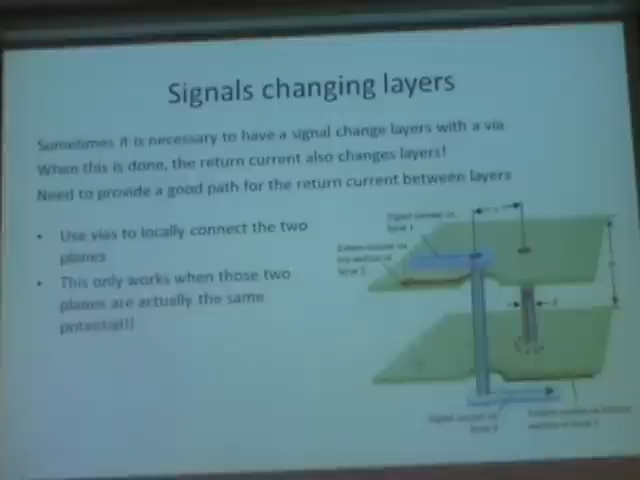 Signals changing layers
Sometimes it is necessary to have a signal change layers with a via
When this is done, the return current also changes layers!
Need to provide a good path for the return current between layers
• Use vias to locally connect the two
planes
• This only works when those two
planes are actually the same
potential!!